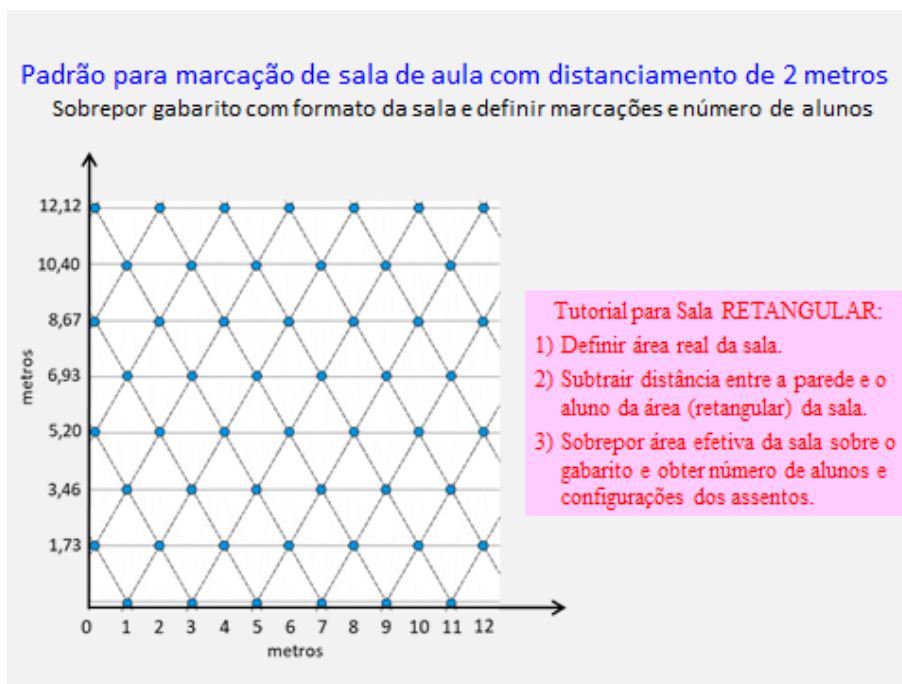 Padrão para marcação de sala de aula com distanciamento de 2 metros
Sobrepor gabarito com formato da sala e definir marcações e número de alunos
12,12
10,40
8,67
6,93
5,20
3,46
1,73
metros
0 1 2 3 4 5 6 7 8 9 10 11 12
metros
Tutorial para Sala RETANGULAR:
1) Definir área real da sala.
2) Subtrair distância entre a parede e o
aluno da área (retangular) da sala.
3) Sobrepor área efetiva da sala sobre o
gabarito e obter número de alunos e
configurações dos assentos.